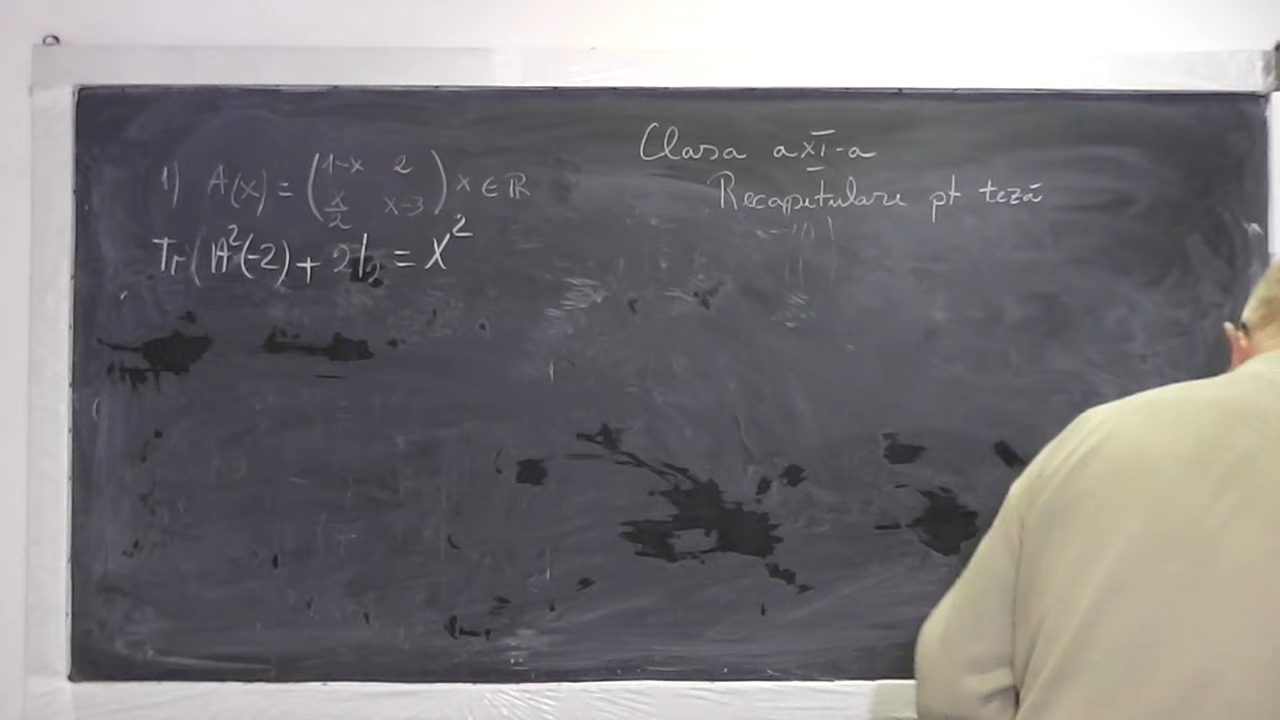 Clasa a XI-a
Recapitulare pt teză
1) A(x) = (1-x 2
x/2 x-3) x ∈ ℝ
Tr(A²(-2)+ 2I₂ = X²